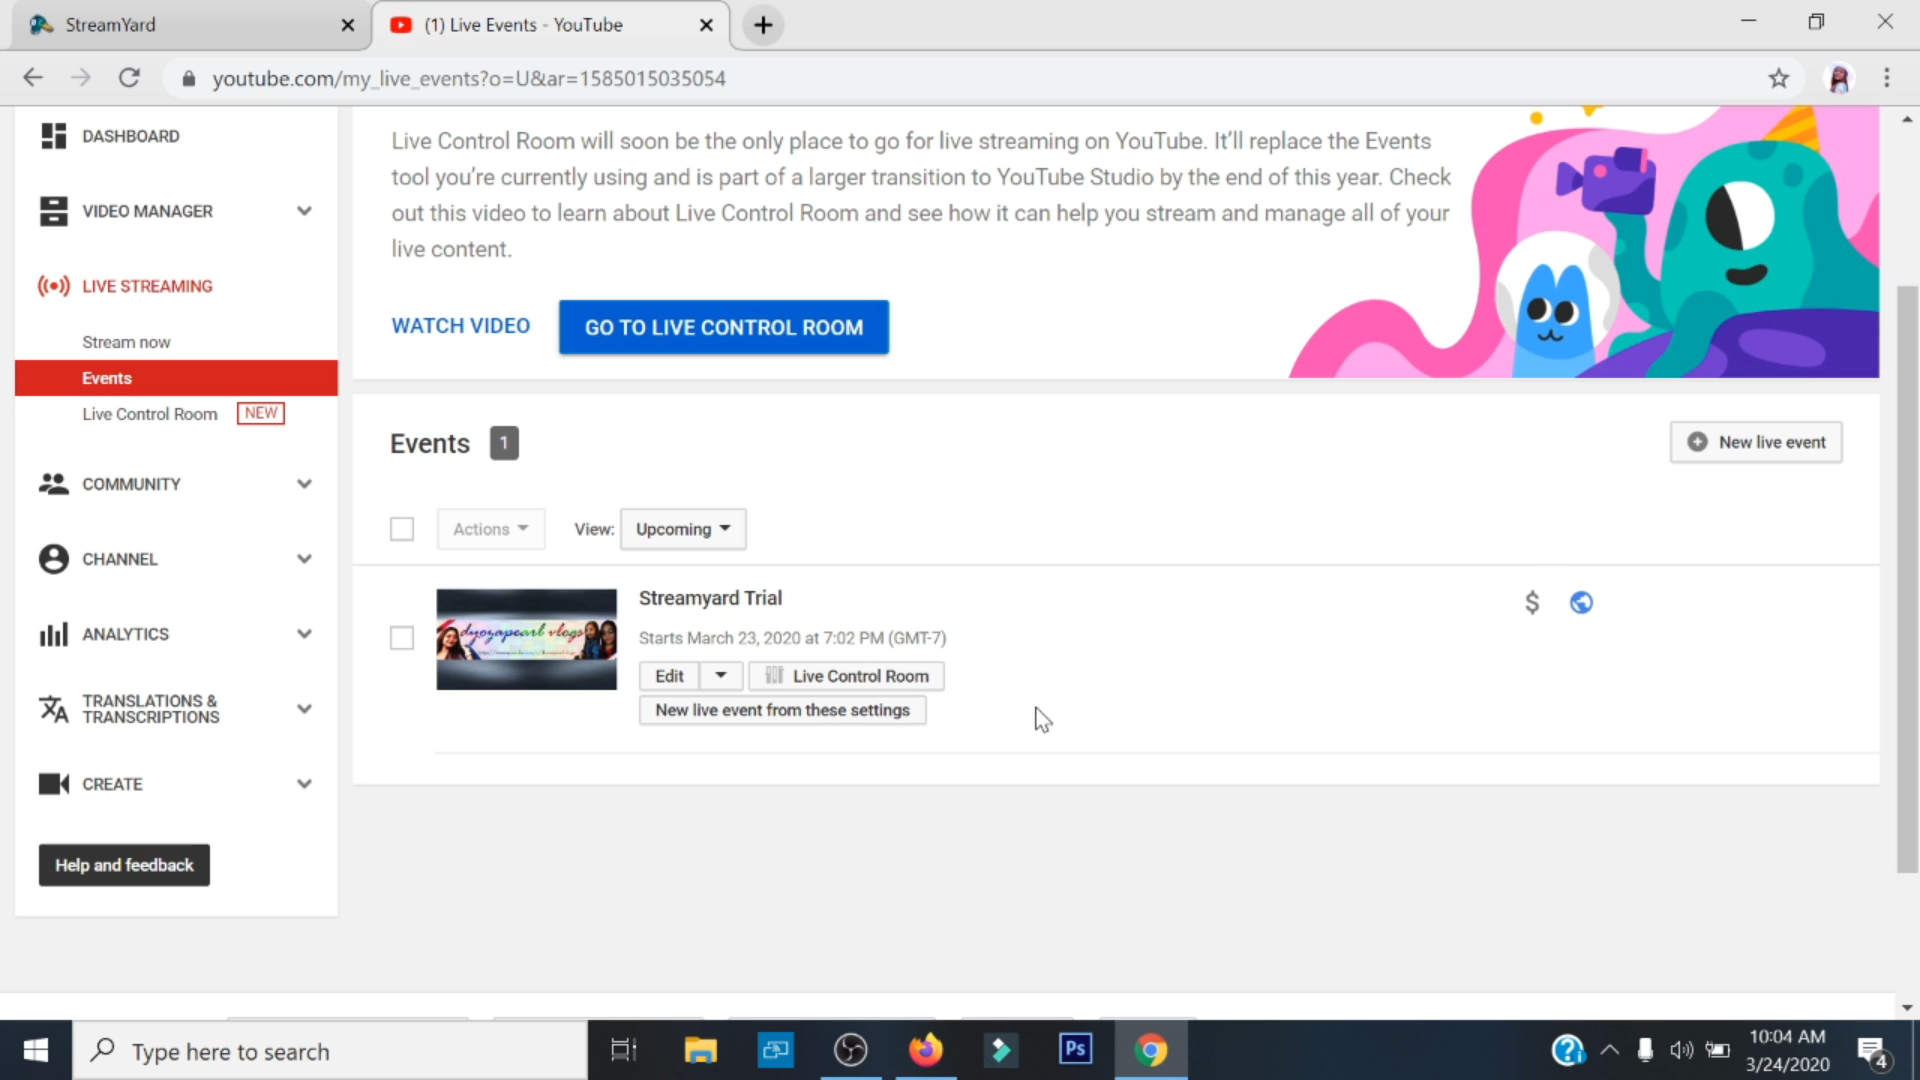 StreamYard
(1) Live Events - YouTube
youtube.com/my_live_events?o=U&ar=1585015035054
DASHBOARD
VIDEO MANAGER
LIVE STREAMING
Stream now
Events
Live Control Room NEW
COMMUNITY
CHANNEL
ANALYTICS
TRANSLATIONS &
TRANSCRIPTIONS
CREATE
Help and feedback
Live Control Room will soon be the only place to go for live streaming on YouTube. It'll replace the Events
tool you're currently using and is part of a larger transition to YouTube Studio by the end of this year. Check
out this video to learn about Live Control Room and see how it can help you stream and manage all of your
live content.
WATCH VIDEO
GO TO LIVE CONTROL ROOM
Events 1
New live event
Actions
View: Upcoming
dyozapearl vlogs
Streamyard Trial
Starts March 23, 2020 at 7:02 PM (GMT-7)
Edit
Live Control Room
New live event from these settings
Type here to search
Ps
10:04 AM
3/24/2020
4